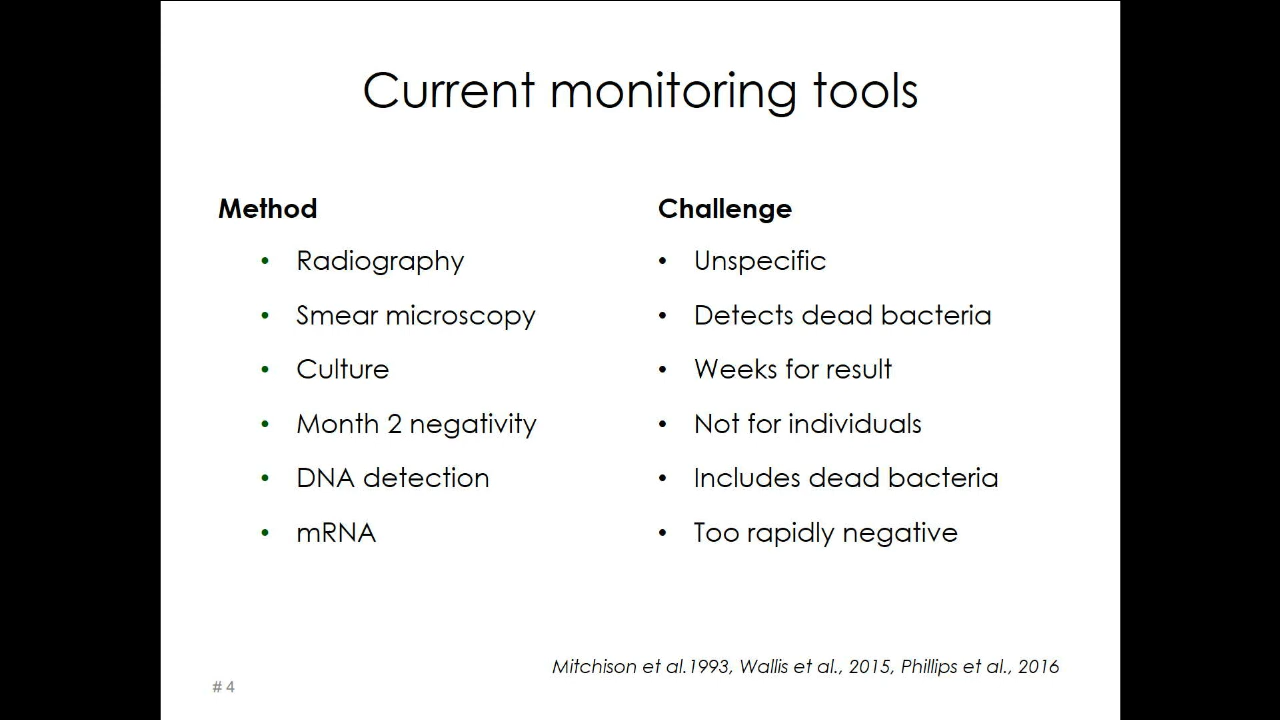 Current monitoring tools
Method
• Radiography
• Smear microscopy
• Culture
• Month 2 negativity
• DNA detection
• mRNA
Challenge
• Unspecific
• Detects dead bacteria
• Weeks for result
• Not for individuals
• Includes dead bacteria
• Too rapidly negative
Mitchison et al.1993, Wallis et al., 2015, Phillips et al., 2016
# 4